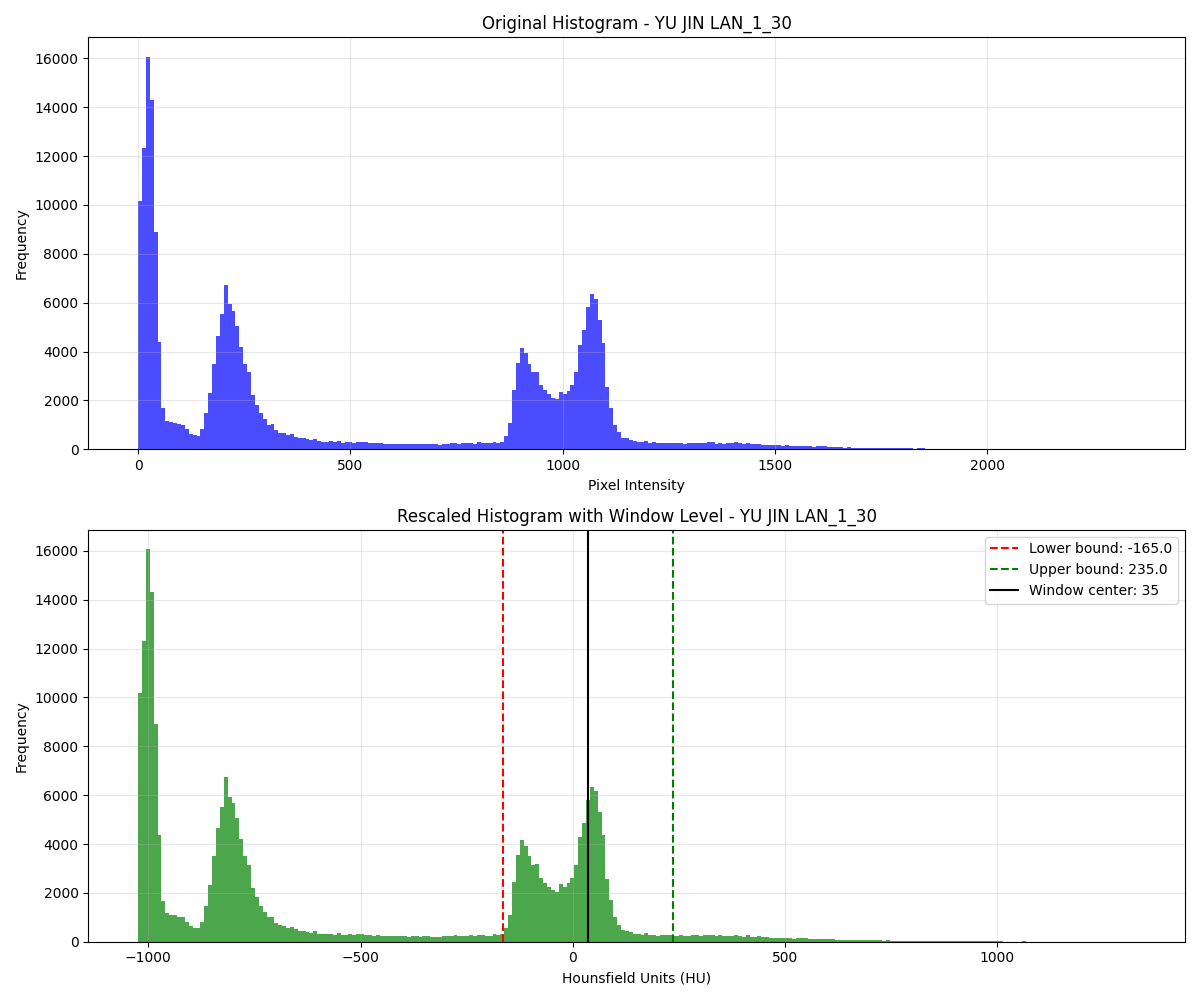 Original Histogram - YU JIN LAN_1_30
16000
14000
12000
10000
8000
6000
4000
2000
0
Frequency
0 500 1000 1500 2000
Pixel Intensity
Rescaled Histogram with Window Level - YU JIN LAN_1_30
Lower bound: -165.0
Upper bound: 235.0
Window center: 35
16000
14000
12000
10000
8000
6000
4000
2000
0
Frequency
−1000 −500 0 500 1000
Hounsfield Units (HU)